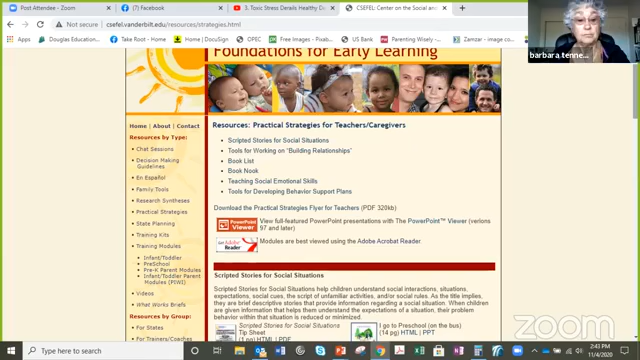 Post Attendee - Zoom
(7) Facebook
3. Toxic Stress Derails Healthy D
CSEFEL: Center on the Social and
Not secure | csefel.vanderbilt.edu/resources/strategies.html
Apps
Douglas Education...
Take Root - Home
DocuSign
OPEC
Free Images - Pixab...
US Bank
Parenting Wisely -...
Zamzar - image co...
barbara tenne...
Foundations for Early Learning
Home | About | Contact
Resources by Type:
Chat Sessions
Decision Making
Guidelines
en Español
Family Tools
Research Syntheses
Practical Strategies
State Planning
Training Kits
Training Modules
Infant/Toddler
PreSchool
Pre-K Parent Modules
Infant/Toddler Parent
Modules (PIWI)
Videos
What Works Briefs
Resources by Group:
For States
For Trainers/Coaches
Resources: Practical Strategies for Teachers/Caregivers
Scripted Stories for Social Situations
Tools for Working on "Building Relationships"
Book List
Book Nook
Teaching Social Emotional Skills
Tools for Developing Behavior Support Plans
Download the Practical Strategies Flyer for Teachers (PDF 320kb)
PowerPoint Viewer
View full-featured PowerPoint presentations with The PowerPoint™ Viewer (verions
97 and later)
Adobe Reader
Modules are best viewed using the Adobe Acrobat Reader
Scripted Stories for Social Situations
Scripted Stories for Social Situations help children understand social interactions, situations,
expectations, social cues, the script of unfamiliar activities, and/or social rules. As the title implies,
they are brief descriptive stories that provide information regarding a social situation. When children
are given information that helps them understand the expectations of a situation, their problem
behavior within that situation is reduced or minimized.
Scripted Stories for Social Situations
Tip Sheet
(1 pg) HTML | PDF
I go to Preschool (on the bus)
(14 pg) HTML | PPT
zoom
2:43 PM
11/4/2020